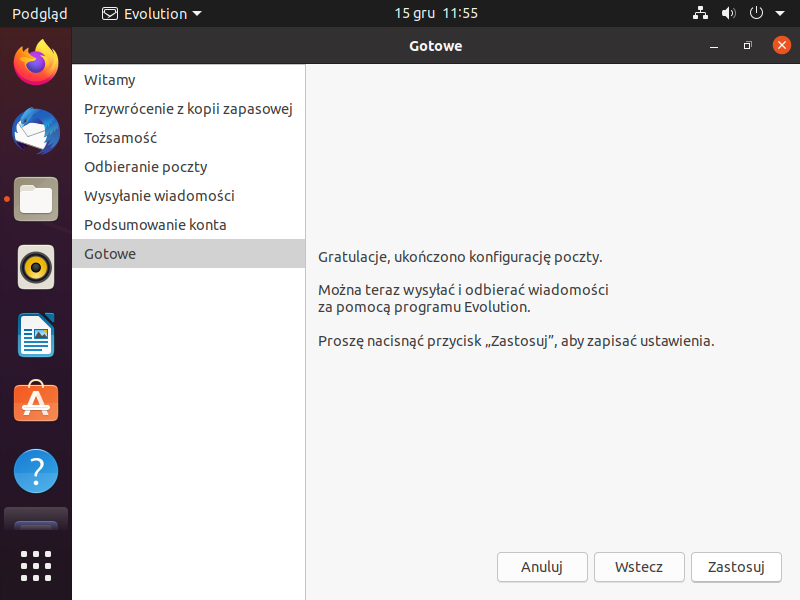 Podgląd
Evolution
15 gru 11:55
Gotowe
Witamy
Przywrócenie z kopii zapasowej
Tożsamość
Odbieranie poczty
Wysyłanie wiadomości
Podsumowanie konta
Gotowe
Gratulacje, ukończono konfigurację poczty.
Można teraz wysyłać i odbierać wiadomości
za pomocą programu Evolution.
Proszę nacisnąć przycisk „Zastosuj”, aby zapisać ustawienia.
Anuluj
Wstecz
Zastosuj